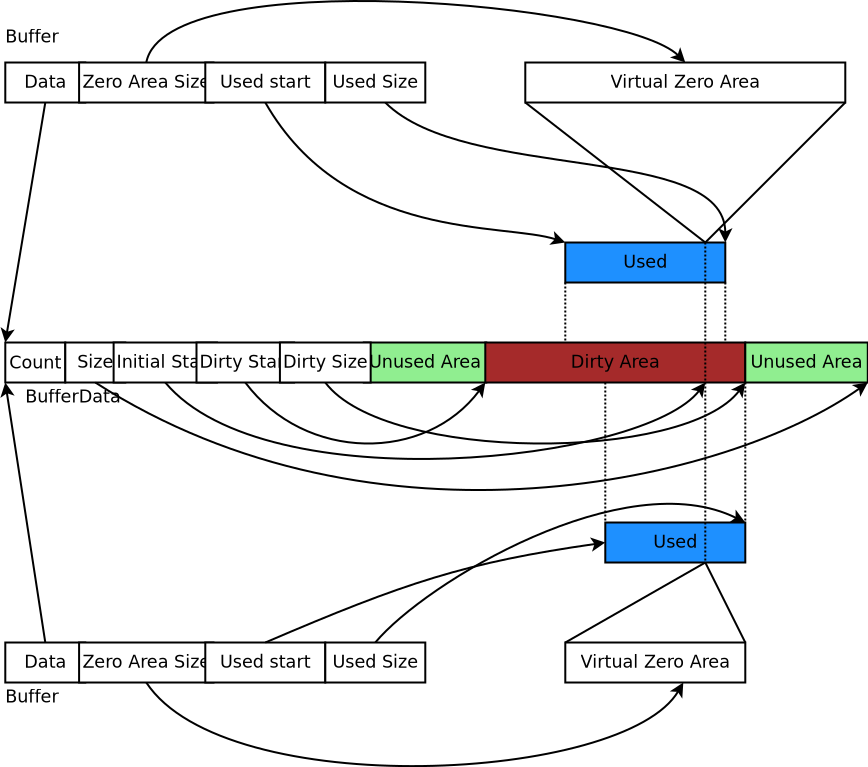 Buffer
Data Zero Area Size Used start Used Size Virtual Zero Area
Used
Count Size Initial Sta Dirty Star Dirty Size Unused Area Dirty Area Unused Area
BufferData
Used
Data Zero Area Size Used start Used Size Virtual Zero Area
Buffer